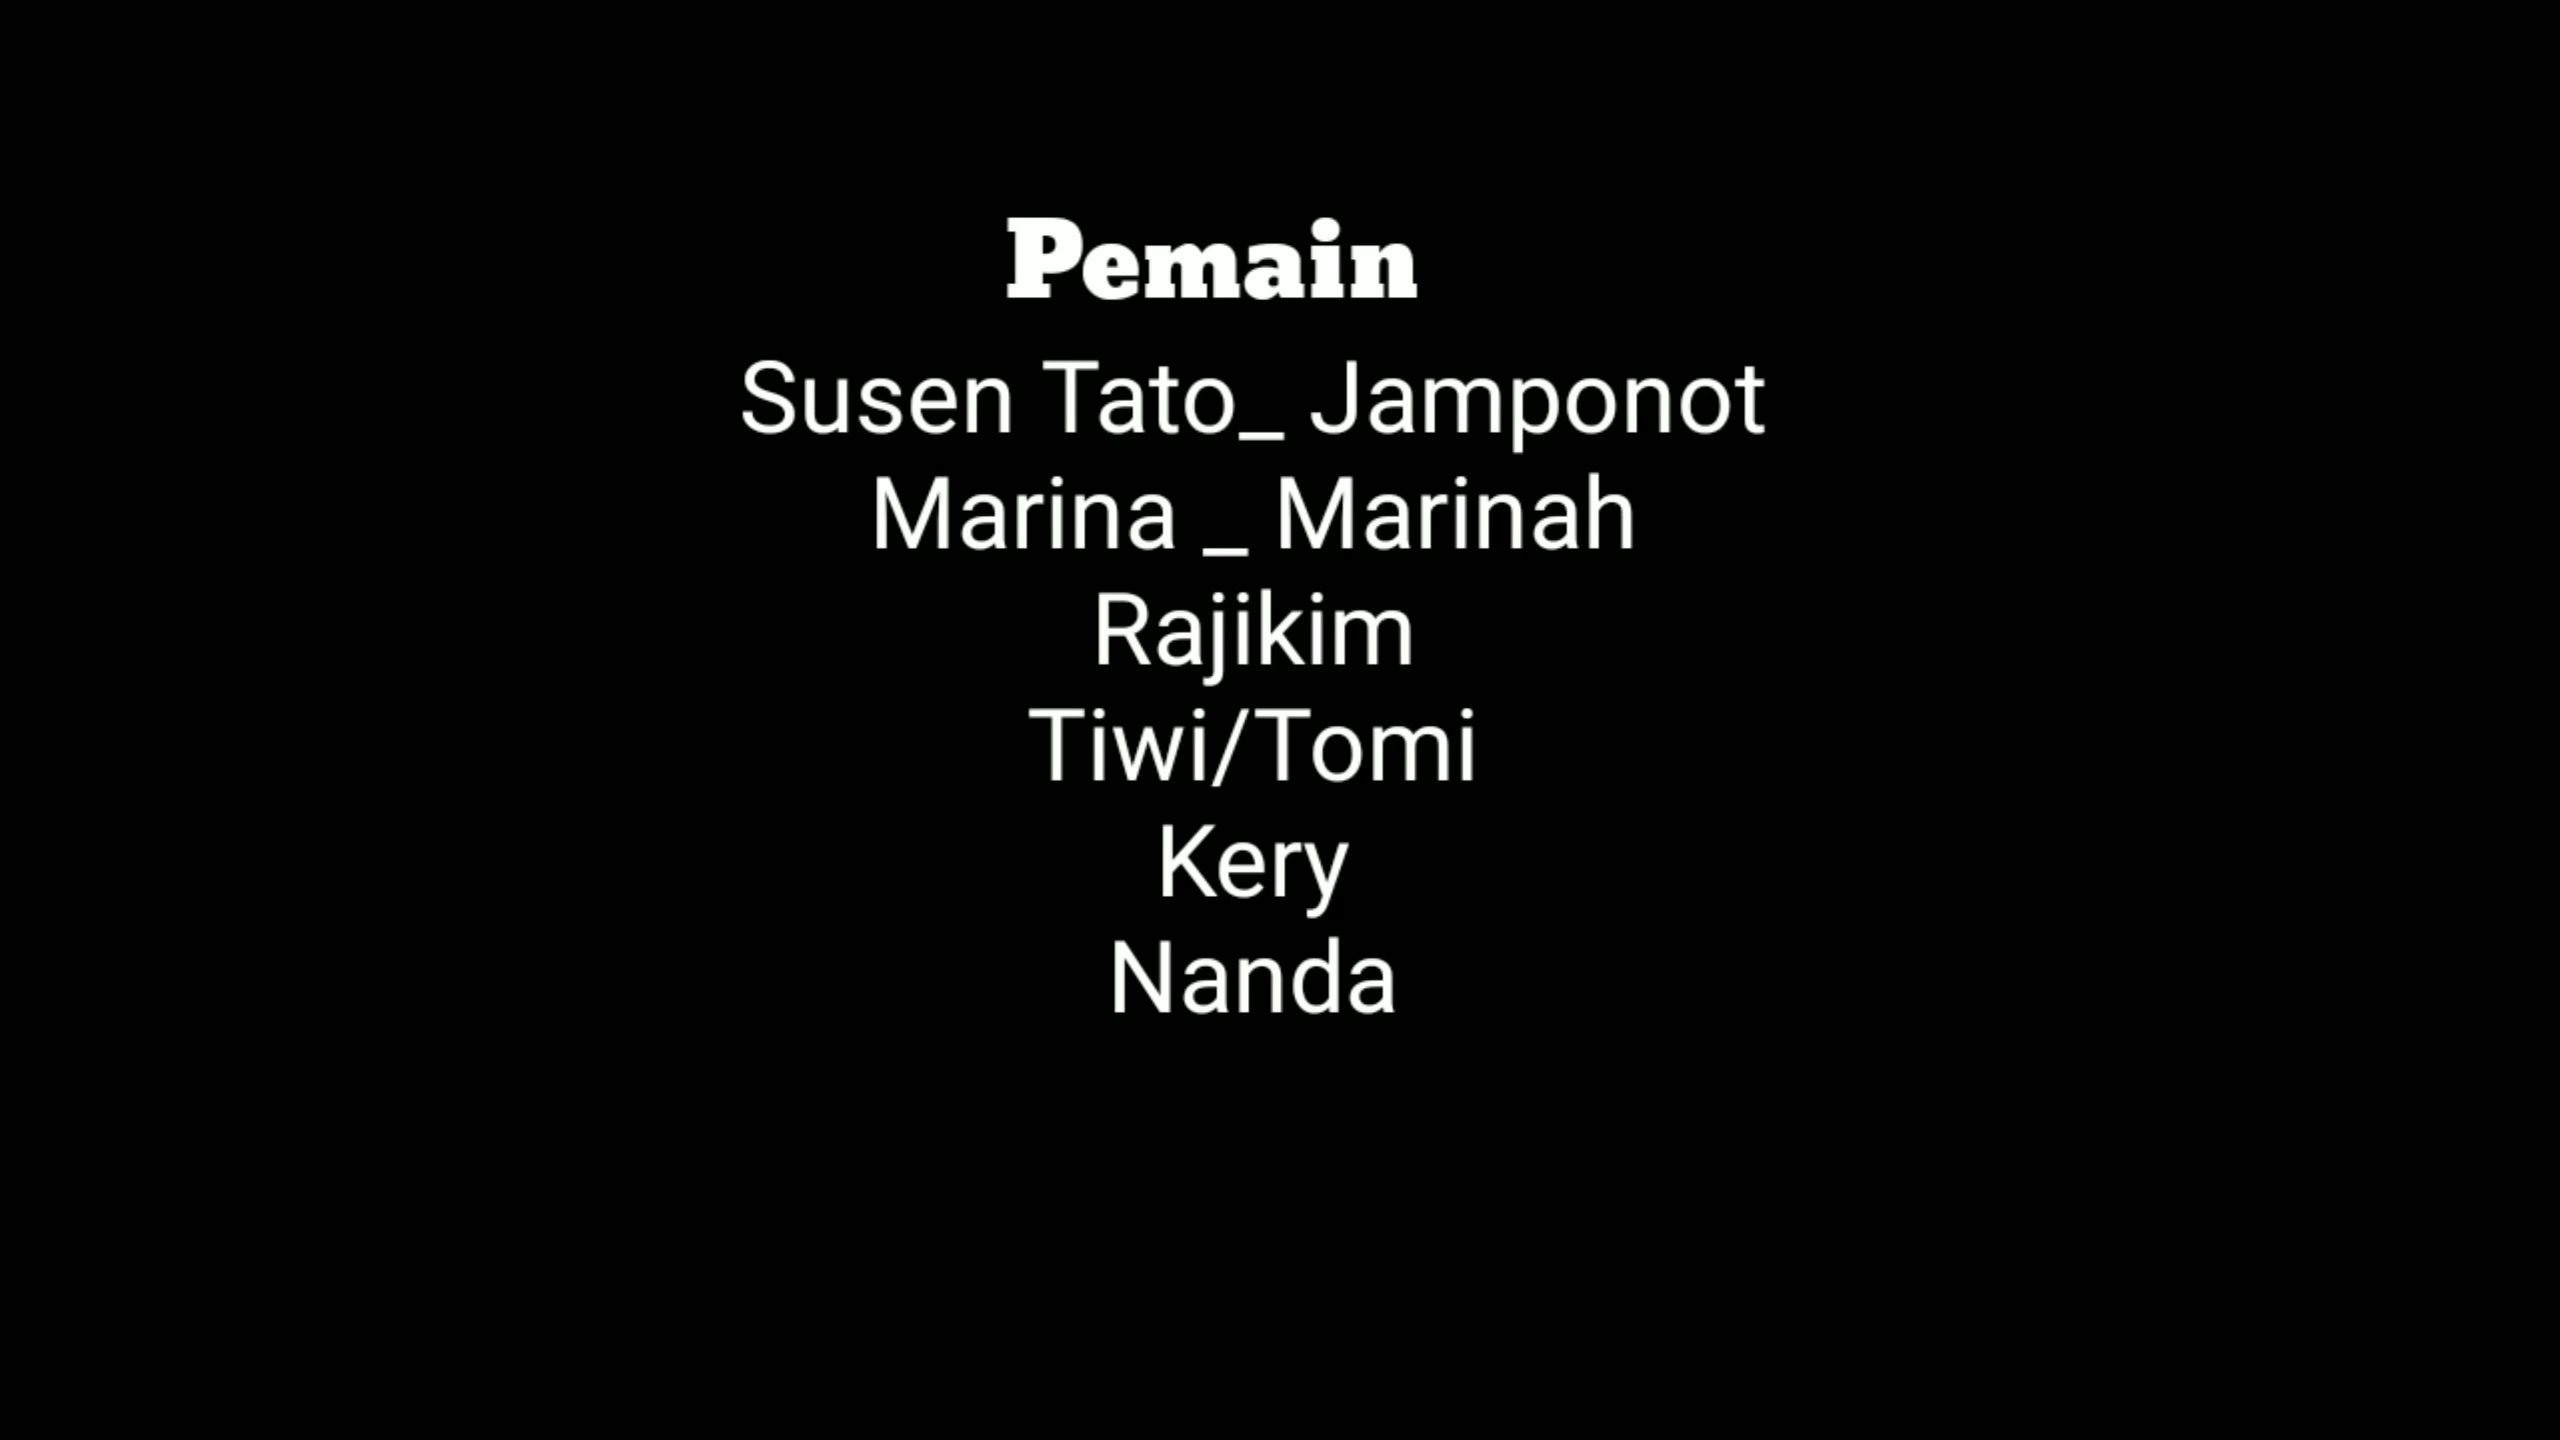 Pemain
Susen Tato_ Jamponot
Marina _ Marinah
Rajikim
Tiwi/Tomi
Kery
Nanda